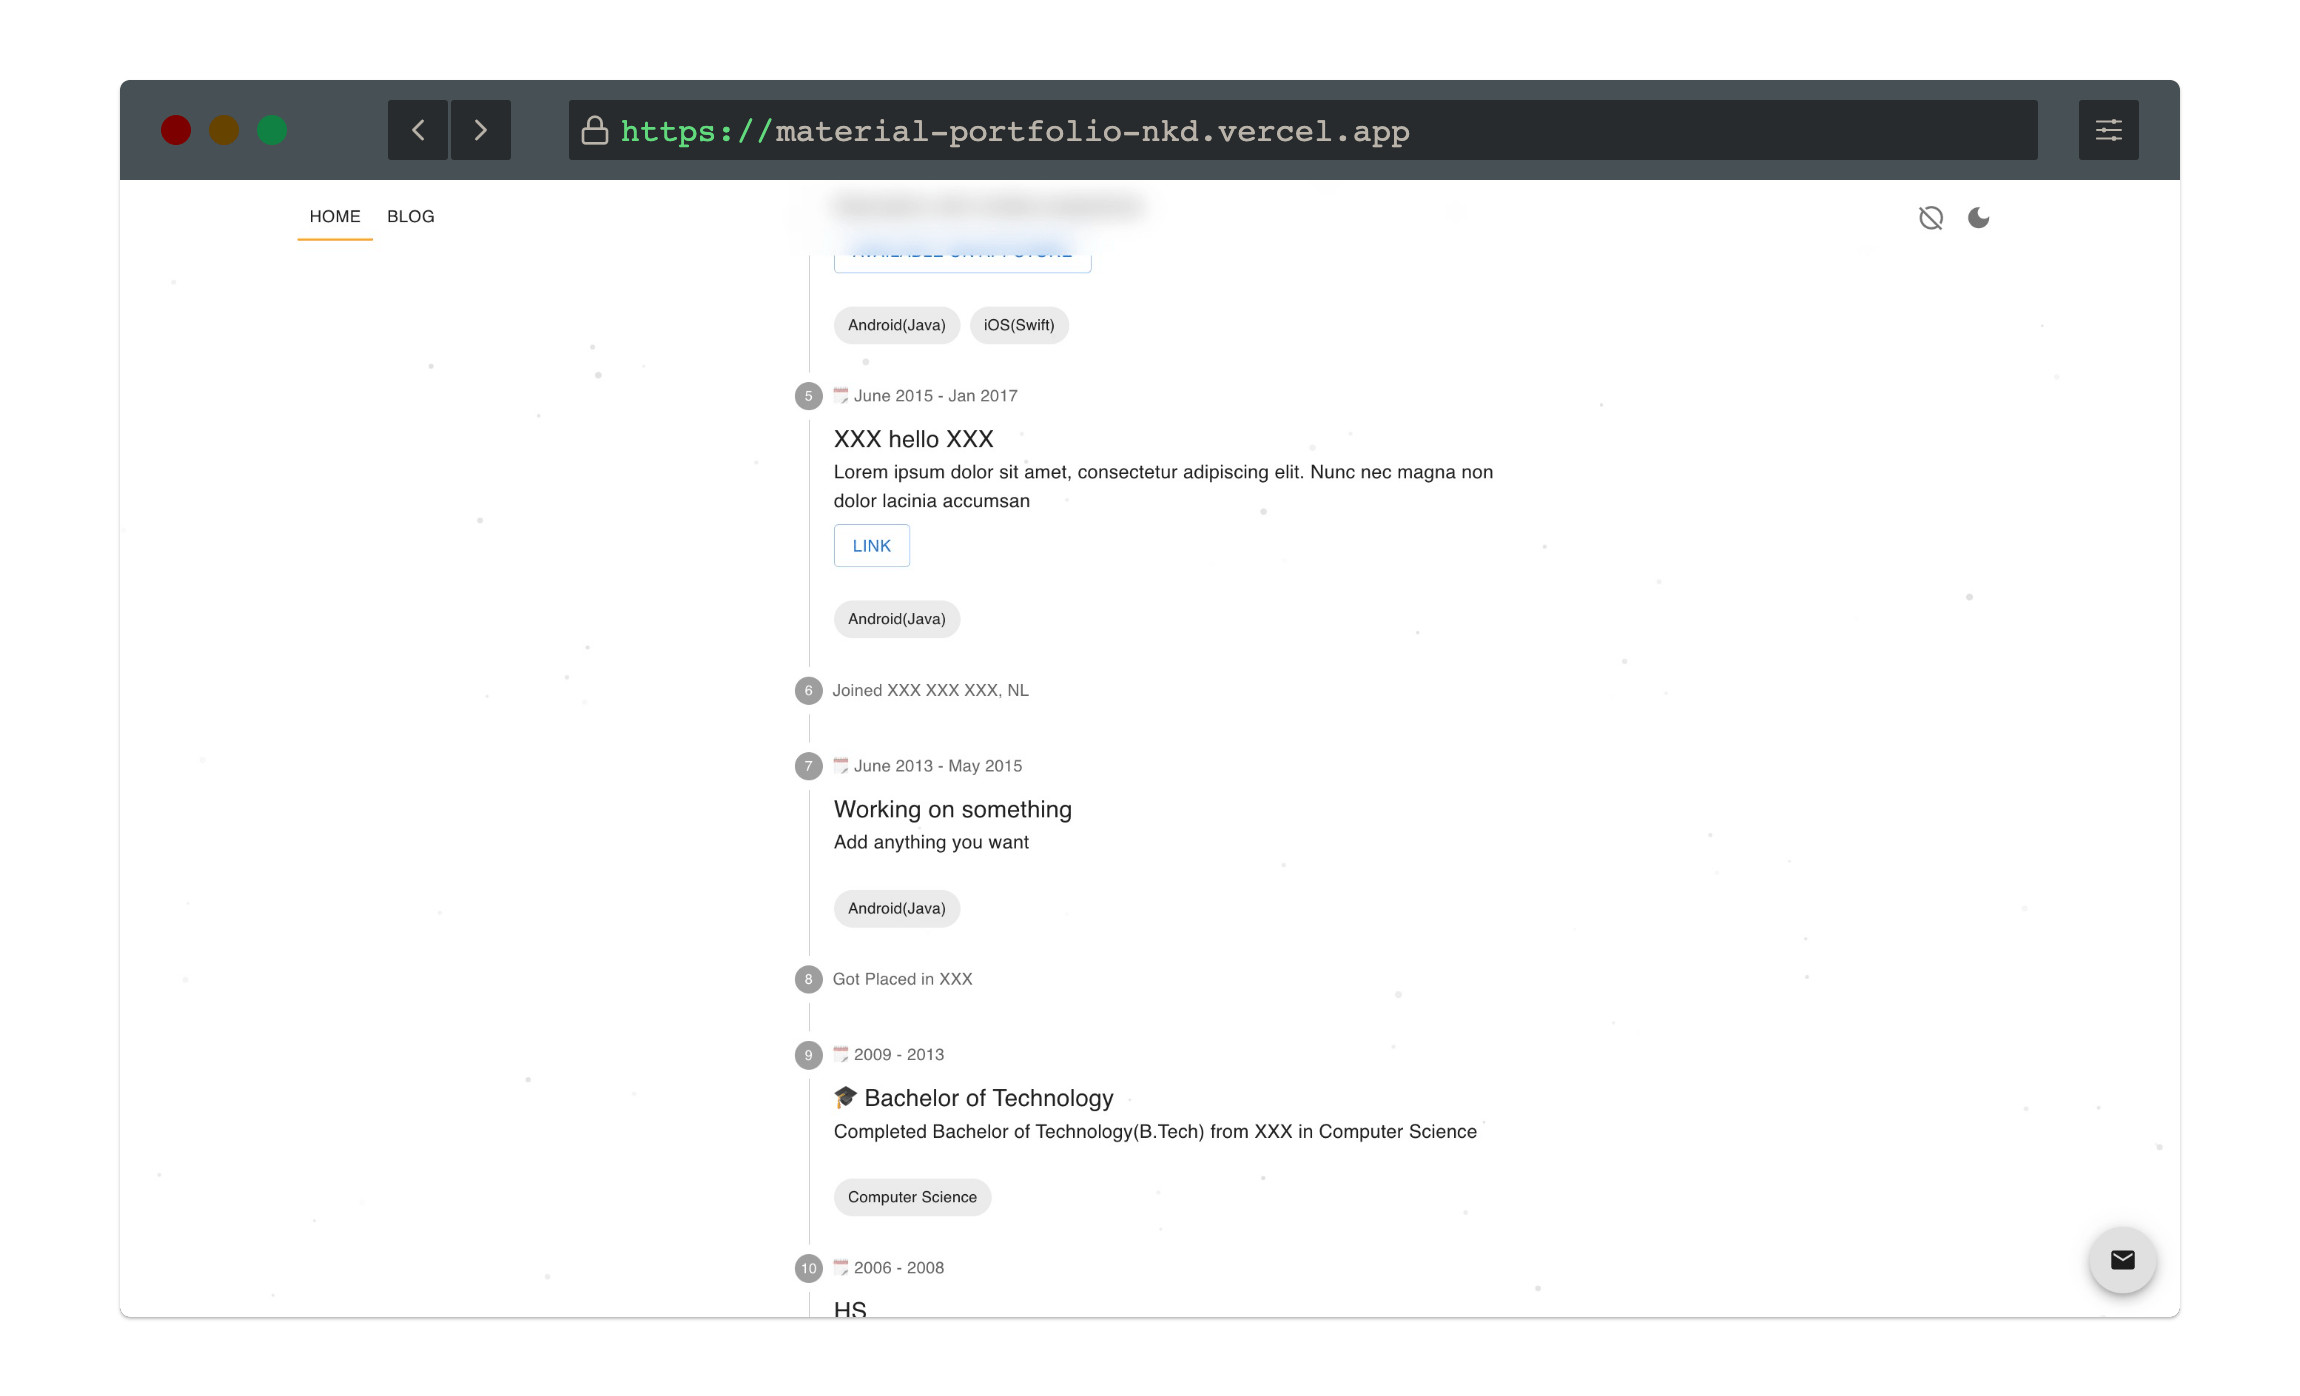 https://material-portfolio-nkd.vercel.app
HOME BLOG
Android(Java) iOS(Swift)
5 June 2015 - Jan 2017
XXX hello XXX
Lorem ipsum dolor sit amet, consectetur adipiscing elit. Nunc nec magna non
dolor lacinia accumsan
LINK
Android(Java)
6 Joined XXX XXX XXX, NL
7 June 2013 - May 2015
Working on something
Add anything you want
Android(Java)
8 Got Placed in XXX
9 2009 - 2013
Bachelor of Technology
Completed Bachelor of Technology(B.Tech) from XXX in Computer Science
Computer Science
10 2006 - 2008
HS